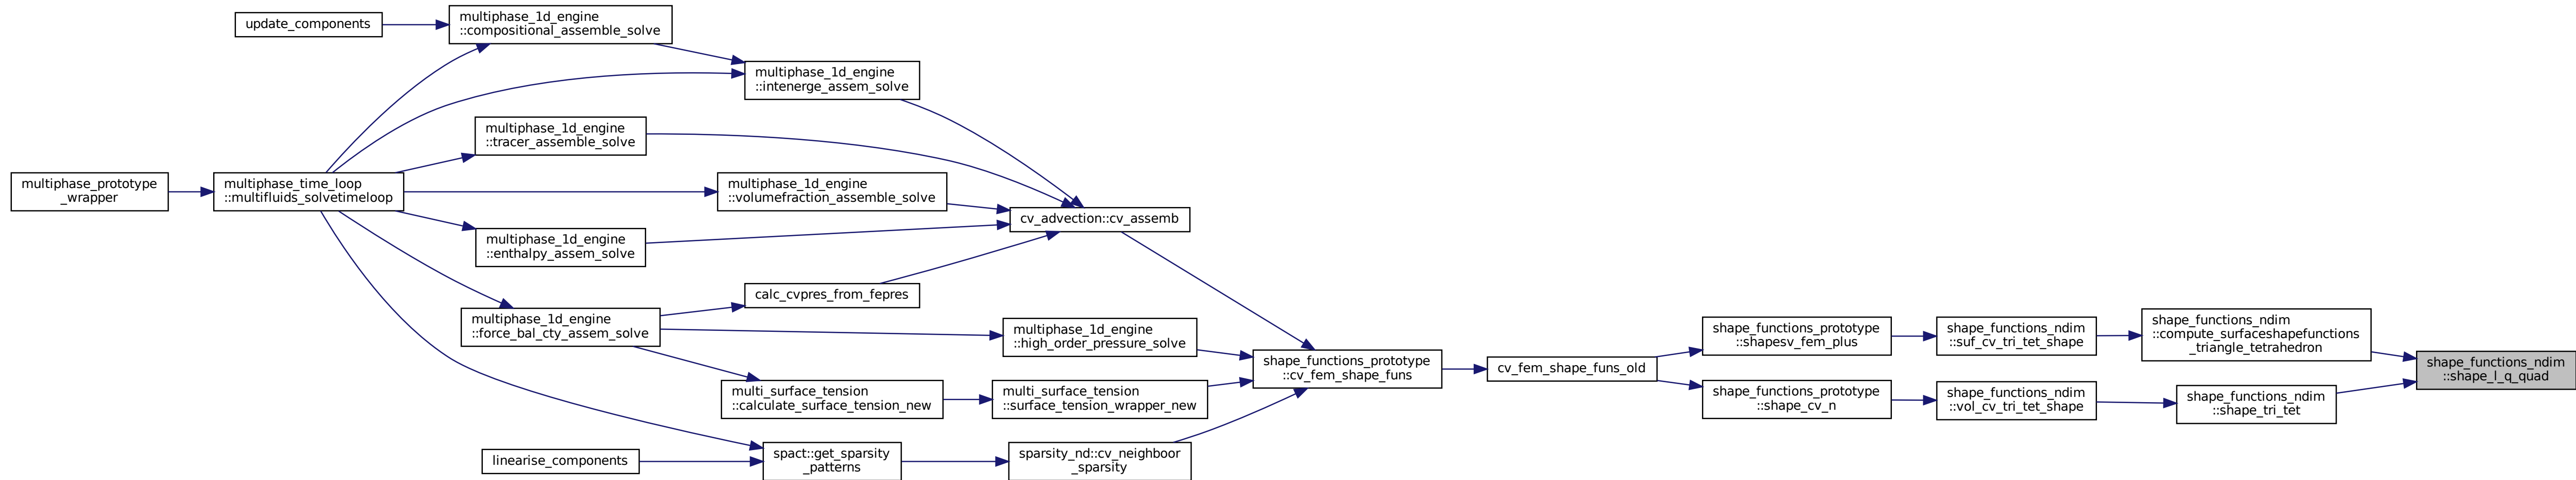 update_components
multiphase_1d_engine
::compositional_assemble_solve
multiphase_1d_engine
::intenerge_assem_solve
multiphase_1d_engine
::tracer_assemble_solve
multiphase_prototype
_wrapper
multiphase_time_loop
::multifluids_solvetimeloop
multiphase_1d_engine
::volumefraction_assemble_solve
cv_advection::cv_assemb
multiphase_1d_engine
::enthalpy_assem_solve
calc_cvpres_from_fepres
multiphase_1d_engine
::force_bal_cty_assem_solve
multiphase_1d_engine
::high_order_pressure_solve
multi_surface_tension
::calculate_surface_tension_new
multi_surface_tension
::surface_tension_wrapper_new
linearise_components
spact::get_sparsity
_patterns
sparsity_nd::cv_neighboor
_sparsity
shape_functions_prototype
::cv_fem_shape_funs
cv_fem_shape_funs_old
shape_functions_prototype
::shapesv_fem_plus
shape_functions_ndim
::suf_cv_tri_tet_shape
shape_functions_ndim
::compute_surfaceshapefunctions
_triangle_tetrahedron
shape_functions_prototype
::shape_cv_n
shape_functions_ndim
::vol_cv_tri_tet_shape
shape_functions_ndim
::shape_tri_tet
shape_functions_ndim
::shape_l_q_quad